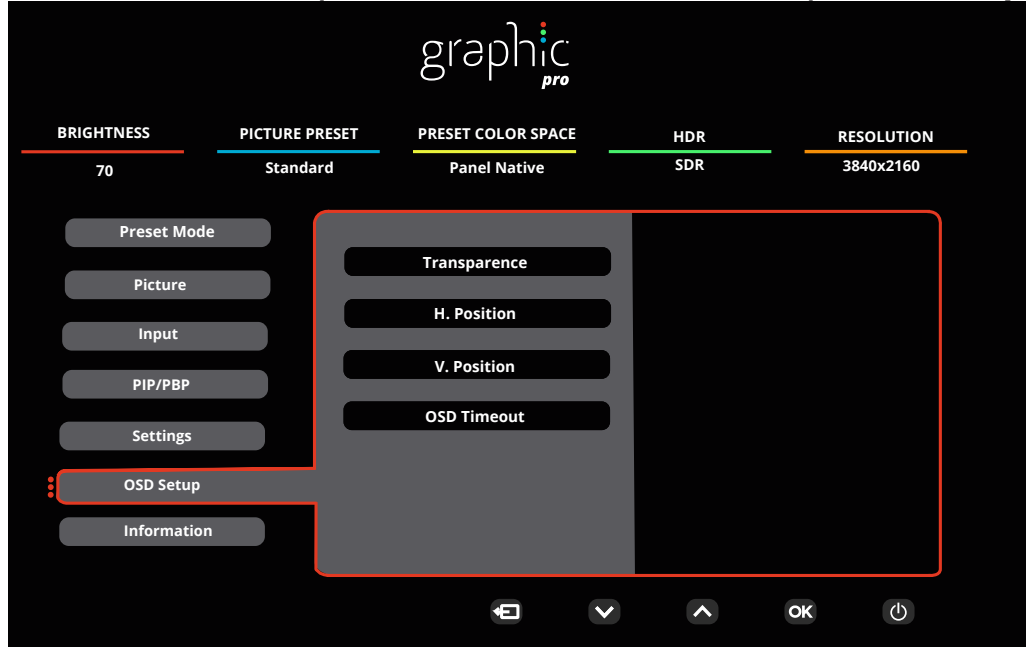 graphic
pro
BRIGHTNESS PICTURE PRESET PRESET COLOR SPACE HDR RESOLUTION
70 Standard Panel Native SDR 3840x2160
Preset Mode
Picture
Input
PIP/PBP
Settings
OSD Setup
Information
Transparence
H. Position
V. Position
OSD Timeout
OK